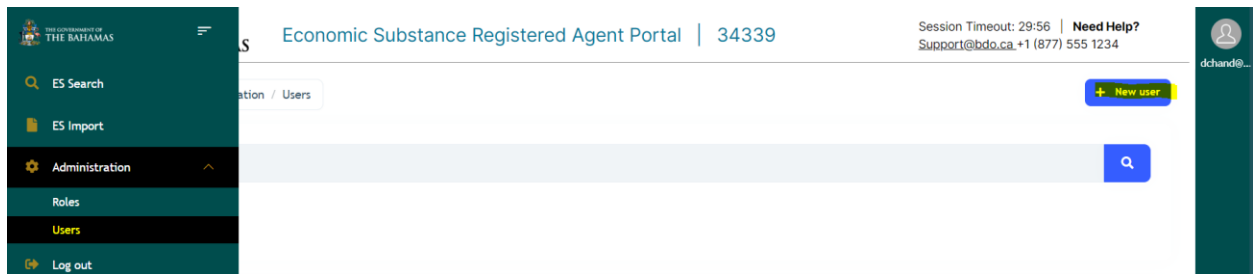 THE GOVERNMENT OF
THE BAHAMAS
ES Search
ES Import
Administration
Roles
Users
Log out
AS
Economic Substance Registered Agent Portal | 34339
Session Timeout: 29:56 | Need Help?
Support@bdo.ca +1 (877) 555 1234
ation / Users
+ New user
dchand@...